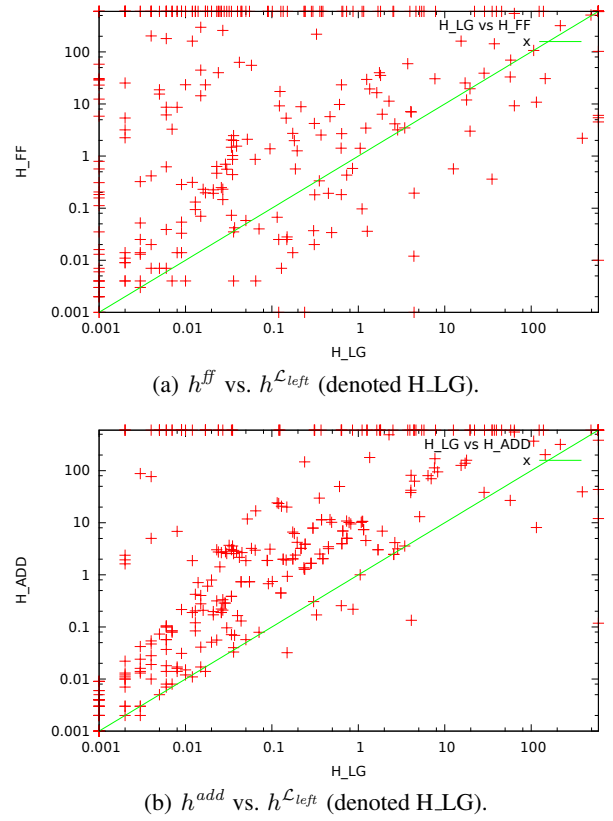 H_LG vs H_FF
x
100
10
1
0.1
0.01
0.001
H_FF
0.001 0.01 0.1 1 10 100
H_LG
(a) h^ff vs. h^L_left (denoted H_LG).
H_LG vs H_ADD
x
100
10
1
0.1
0.01
0.001
H_ADD
0.001 0.01 0.1 1 10 100
H_LG
(b) h^add vs. h^L_left (denoted H_LG).